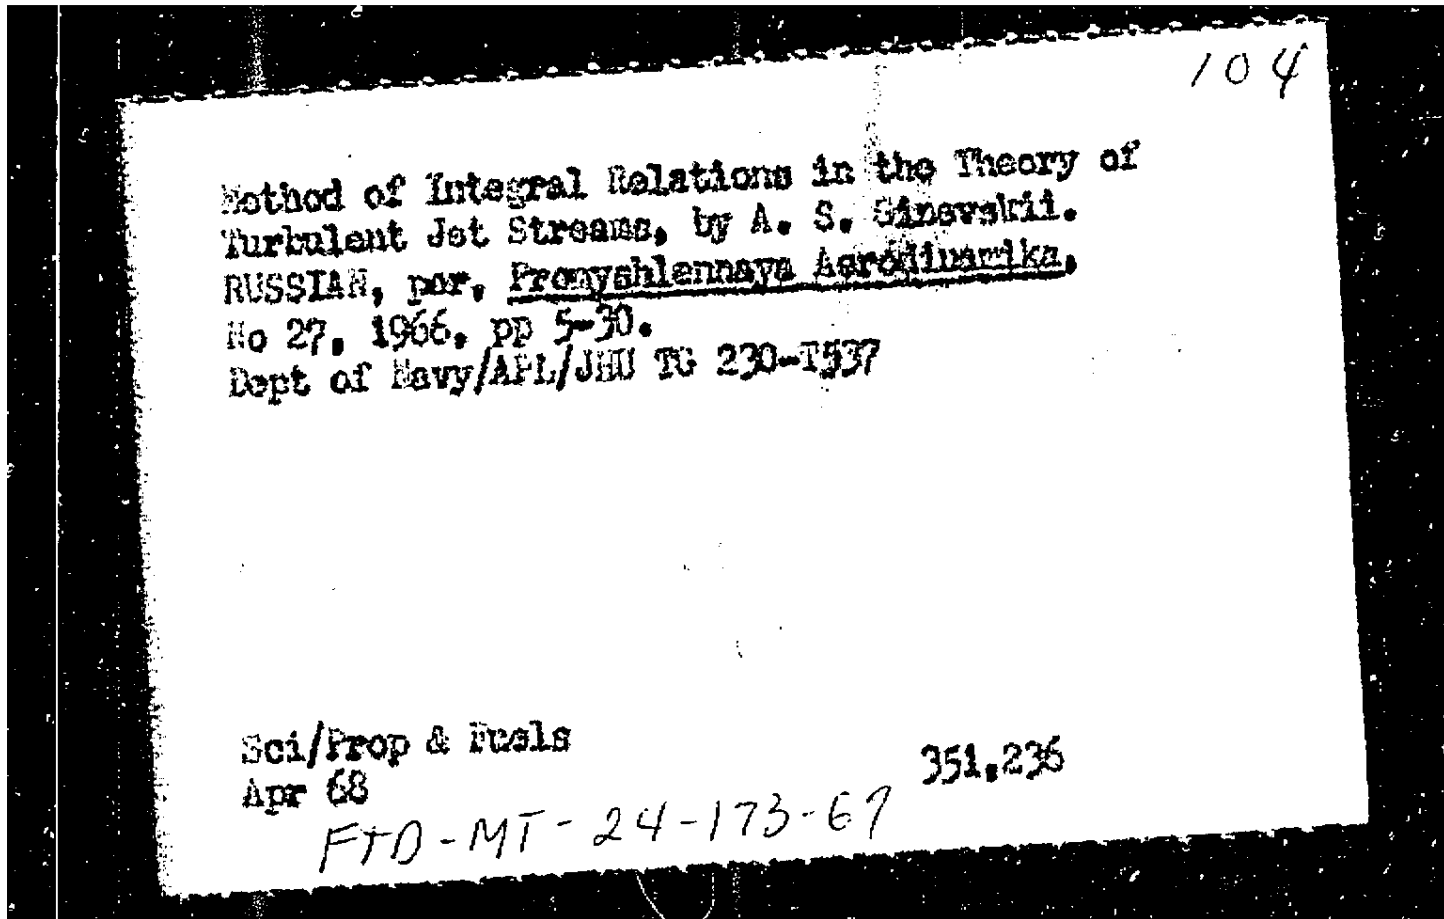 104
Method of Integral Relations in the Theory of
Turbulent Jet Streams, by A. S. Ginevskii.
RUSSIAN, per, Promyshlennaya Aerodinamika,
No 27, 1966, pp 5-30.
Dept of Navy/APL/JHU TG 230-T537
Sci/Prop & Fuels
Apr 68
351,236
FTD-MT-24-173-67